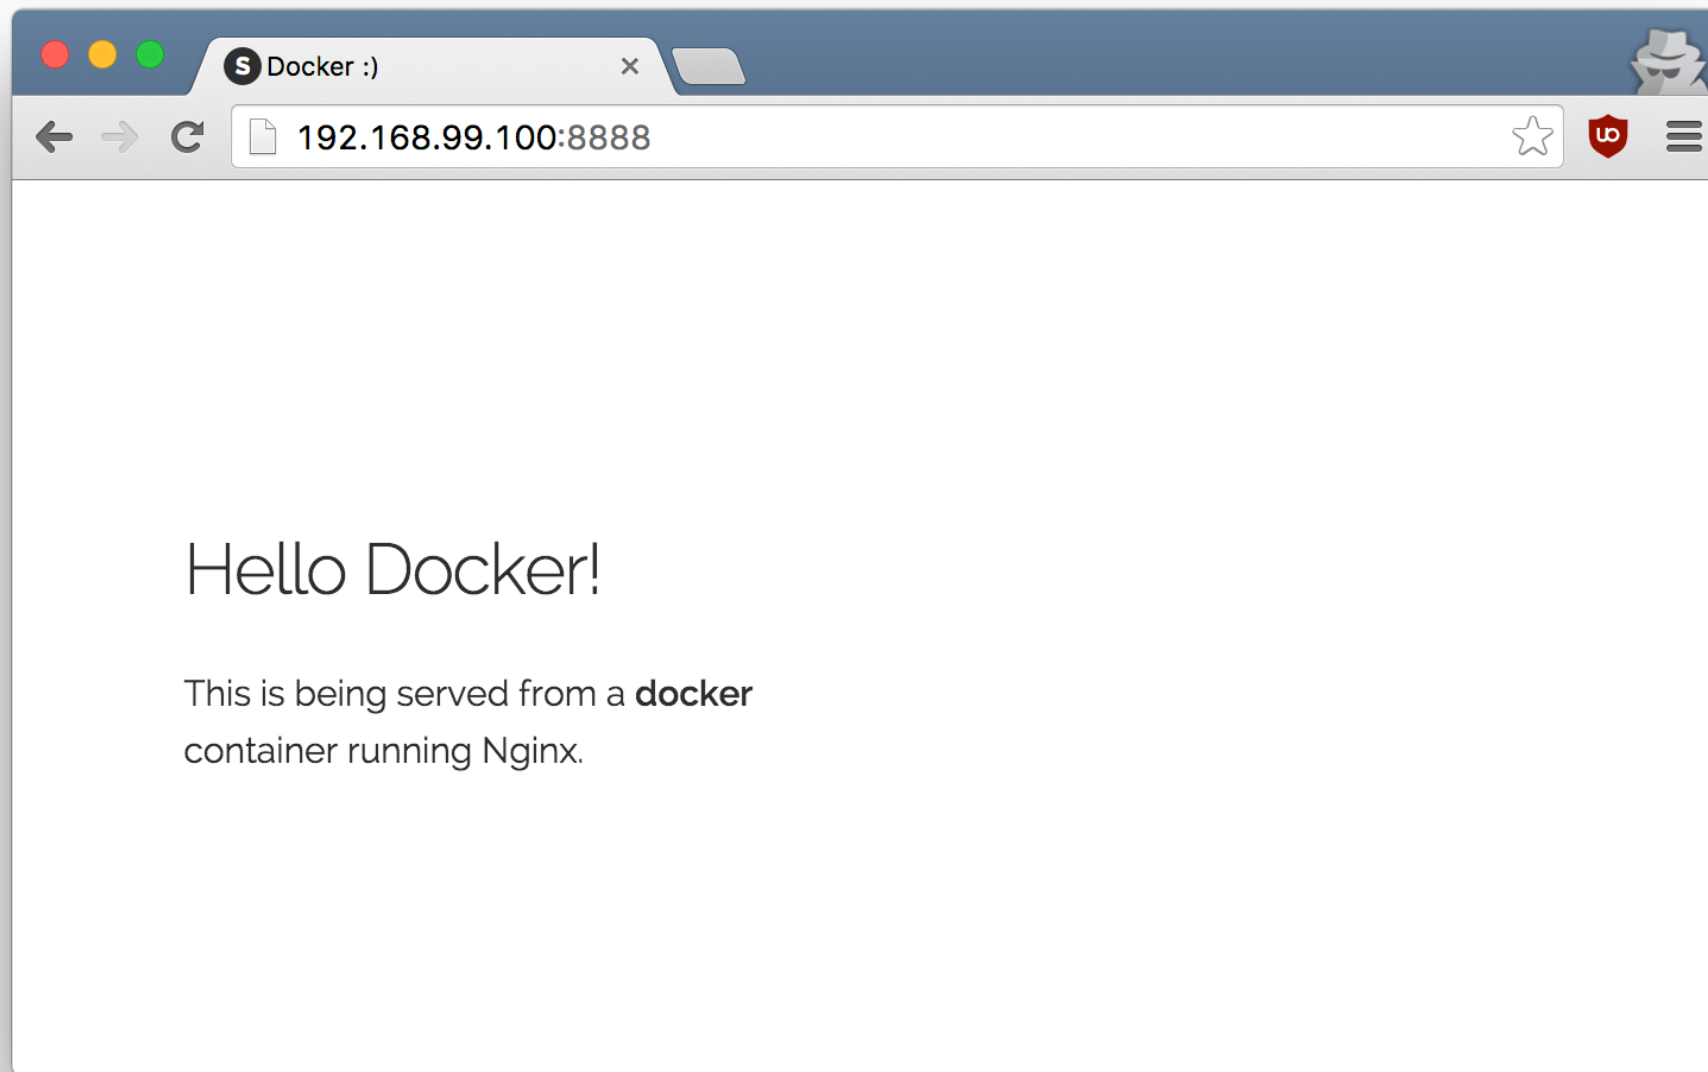 S Docker :)
192.168.99.100:8888
Hello Docker!
This is being served from a docker
container running Nginx.